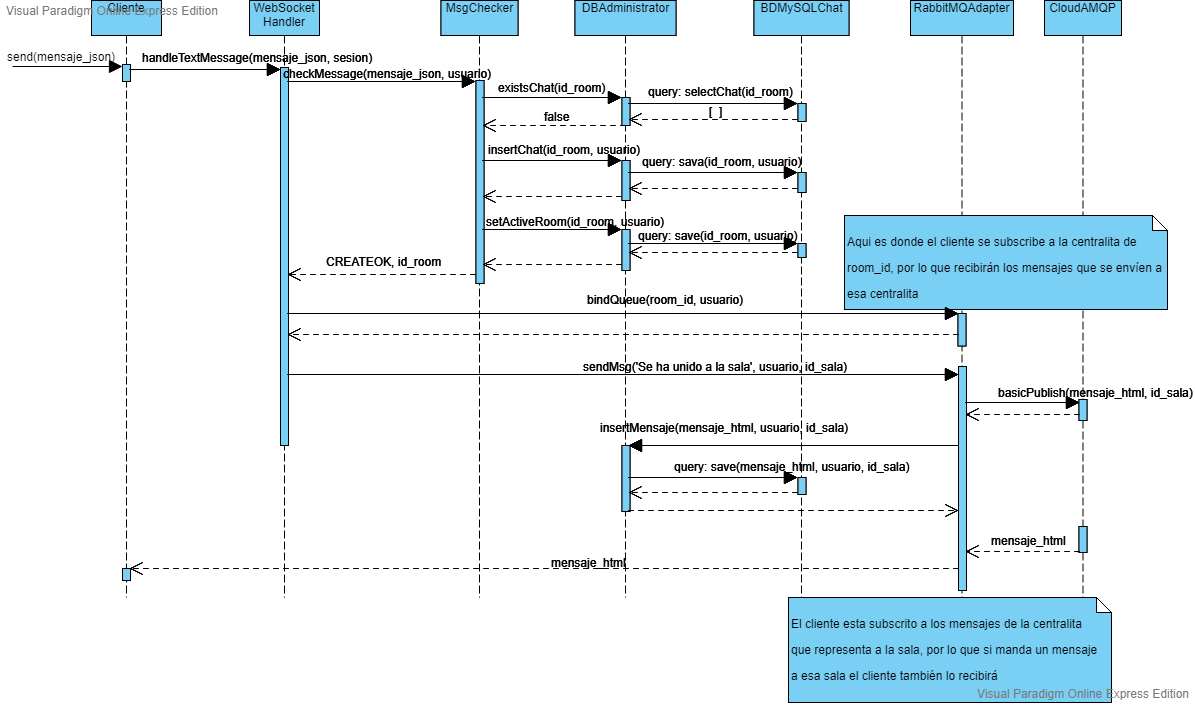 Visual Paradigm Online Express Edition
Cliente
WebSocket
Handler
MsgChecker
DBAdministrator
BDMySQLChat
RabbitMQAdapter
CloudAMQP
send(mensaje_json)
handleTextMessage(mensaje_json, sesion)
checkMessage(mensaje_json, usuario)
existsChat(id_room)
query: selectChat(id_room)
[ ]
false
insertChat(id_room, usuario)
query: sava(id_room, usuario)
setActiveRoom(id_room, usuario)
query: save(id_room, usuario)
CREATEOK, id_room
Aqui es donde el cliente se subscribe a la centralita de
room_id, por lo que recibirán los mensajes que se envíen a
esa centralita
bindQueue(room_id, usuario)
sendMsg('Se ha unido a la sala', usuario, id_sala)
basicPublish(mensaje_html, id_sala)
insertMensaje(mensaje_html, usuario, id_sala)
query: save(mensaje_html, usuario, id_sala)
mensaje_html
mensaje_html
El cliente esta subscrito a los mensajes de la centralita
que representa a la sala, por lo que si manda un mensaje
a esa sala el cliente también lo recibirá
Visual Paradigm Online Express Edition